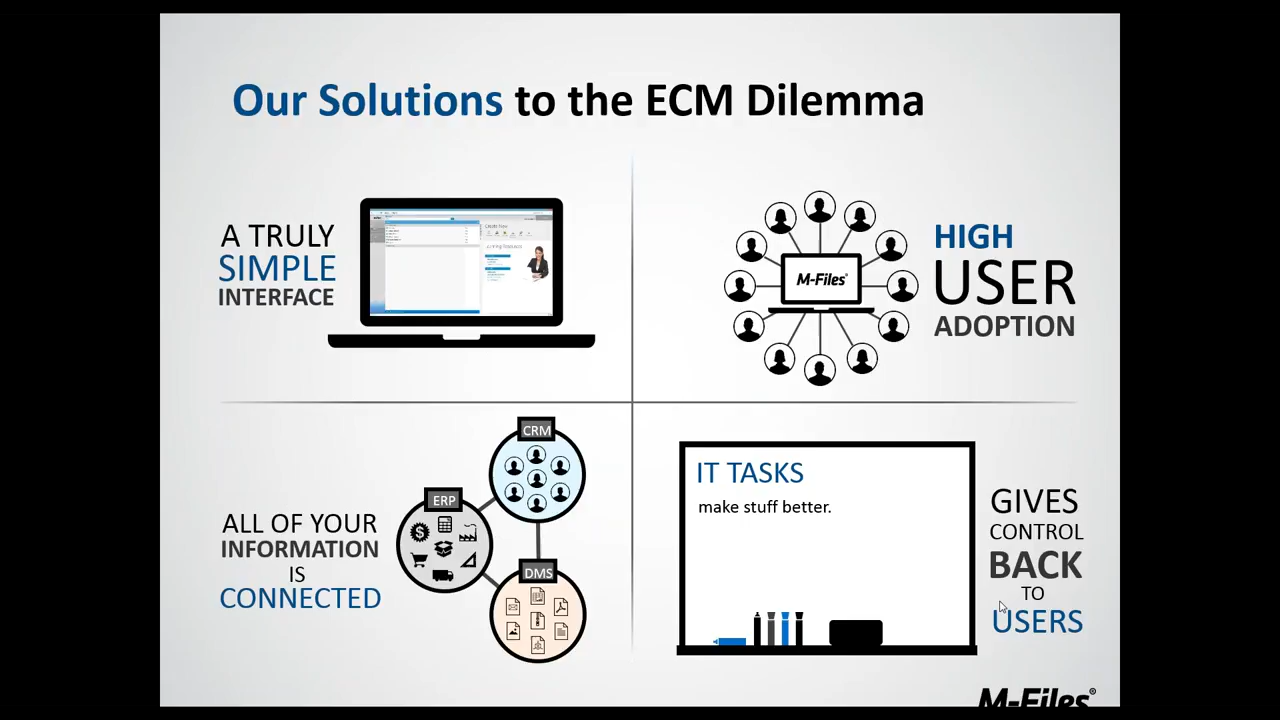 Our Solutions to the ECM Dilemma
A TRULY
SIMPLE
INTERFACE
M-Files®
HIGH
USER
ADOPTION
ALL OF YOUR
INFORMATION
IS
CONNECTED
CRM
ERP
DMS
IT TASKS
make stuff better.
GIVES
CONTROL
BACK
TO
USERS
M-Files®